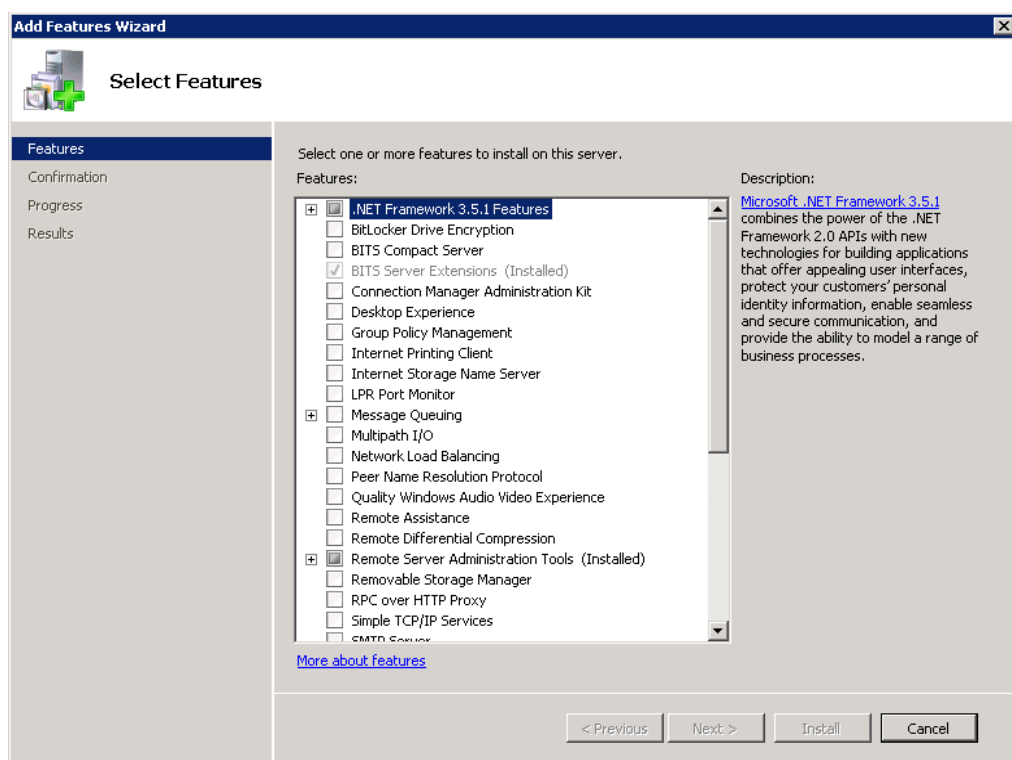 Add Features Wizard
Select Features
Features
Confirmation
Progress
Results
Select one or more features to install on this server.
Features:
.NET Framework 3.5.1 Features
BitLocker Drive Encryption
BITS Compact Server
BITS Server Extensions (Installed)
Connection Manager Administration Kit
Desktop Experience
Group Policy Management
Internet Printing Client
Internet Storage Name Server
LPR Port Monitor
Message Queuing
Multipath I/O
Network Load Balancing
Peer Name Resolution Protocol
Quality Windows Audio Video Experience
Remote Assistance
Remote Differential Compression
Remote Server Administration Tools (Installed)
Removable Storage Manager
RPC over HTTP Proxy
Simple TCP/IP Services
SMTP Server
More about features
Description:
Microsoft .NET Framework 3.5.1
combines the power of the .NET
Framework 2.0 APIs with new
technologies for building applications
that offer appealing user interfaces,
protect your customers' personal
identity information, enable seamless
and secure communication, and
provide the ability to model a range of
business processes.
< Previous
Next >
Install
Cancel